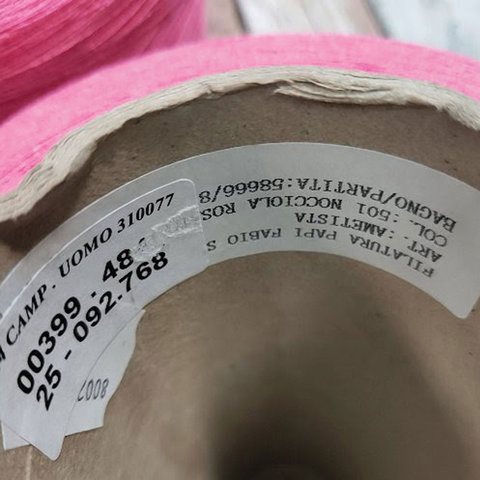 FILATURA PAPI FABIO S
ART.:AMETISTA
COL.:501 NOCCIOLA ROS
BAGNO/PARTITA:58666/8
CAMP. UOMO 310077
00399.48
25-092.768
8007